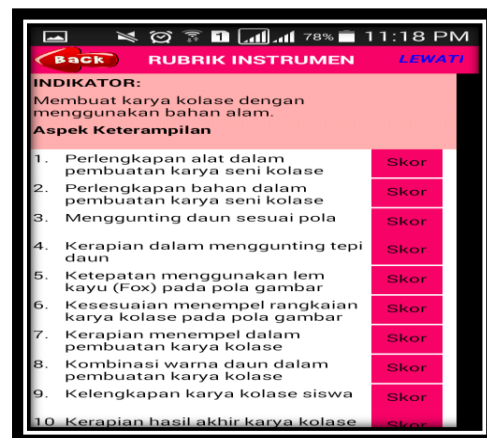 1 78% 11:18 PM
Back RUBRIK INSTRUMEN LEWATI
INDIKATOR:
Membuat karya kolase dengan
menggunakan bahan alam.
Aspek Keterampilan
1. Perlengkapan alat dalam
pembuatan karya seni kolase Skor
2. Perlengkapan bahan dalam
pembuatan karya seni kolase Skor
3. Menggunting daun sesuai pola Skor
4. Kerapian dalam menggunting tepi
daun Skor
5. Ketepatan menggunakan lem
kayu (Fox) pada pola gambar Skor
6. Kesesuaian menempel rangkaian
karya kolase pada pola gambar Skor
7. Kerapian menempel dalam
pembuatan karya kolase Skor
8. Kombinasi warna daun dalam
pembuatan karya kolase Skor
9. Kelengkapan karya kolase siswa Skor
10 Kerapian hasil akhir karya kolase Skor